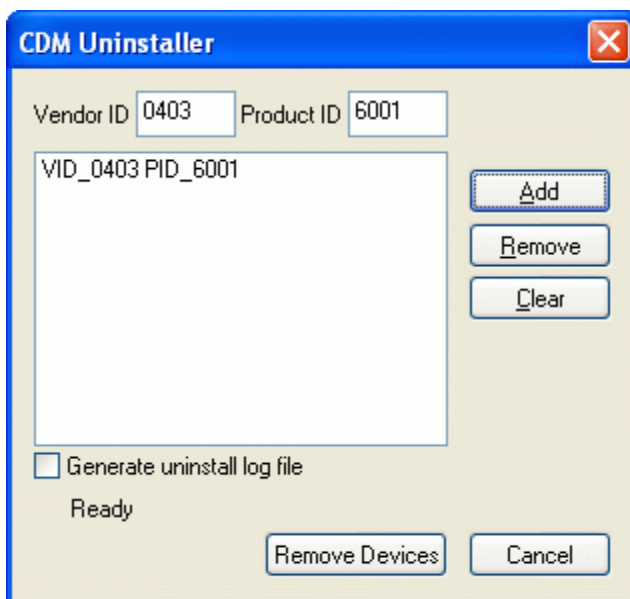 CDM Uninstaller
Vendor ID 0403 Product ID 6001
VID_0403 PID_6001
Add
Remove
Clear
Generate uninstall log file
Ready
Remove Devices Cancel